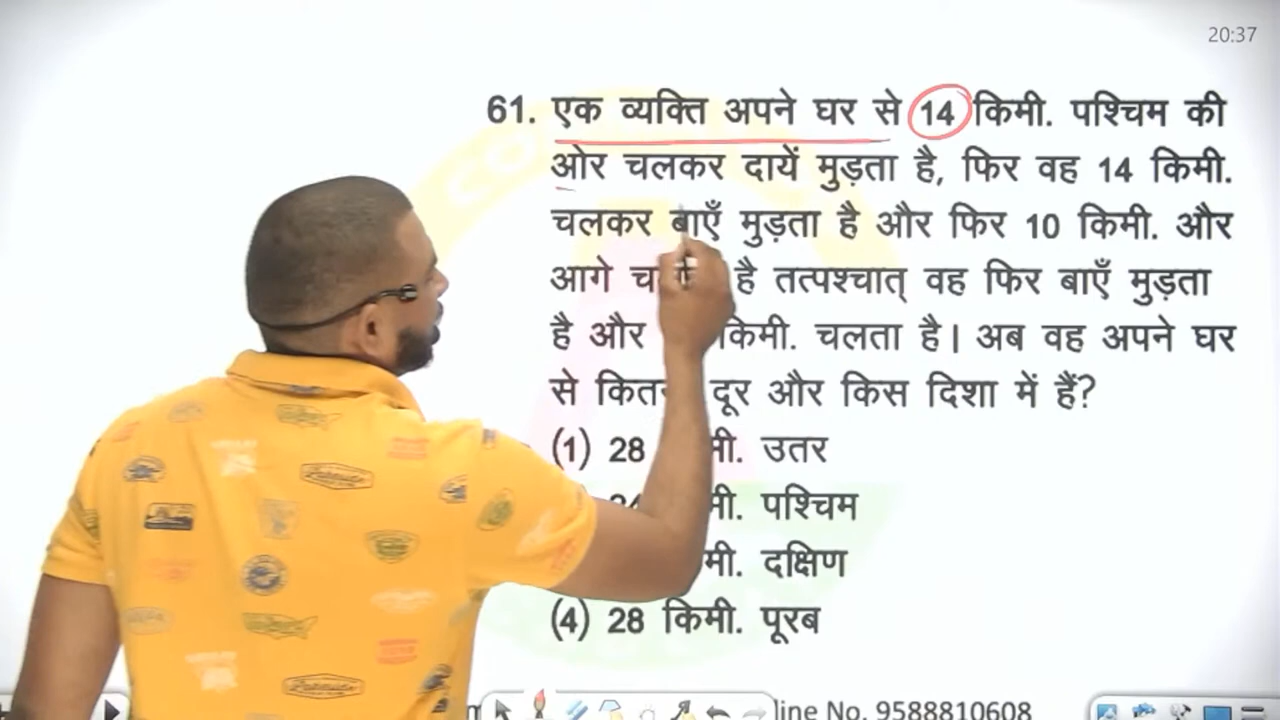 20:37
61. एक व्यक्ति अपने घर से 14 किमी. पश्चिम की
ओर चलकर दायें मुड़ता है, फिर वह 14 किमी.
चलकर बाएँ मुड़ता है और फिर 10 किमी. और
आगे है तत्पश्चात् वह फिर बाएँ मुड़ता
है और किमी. चलता है। अब वह अपने घर
से दूर और किस दिशा में हैं?
(1) 28 उतर
पश्चिम
दक्षिण
(4) 28 किमी. पूरब
line No. 9588810608